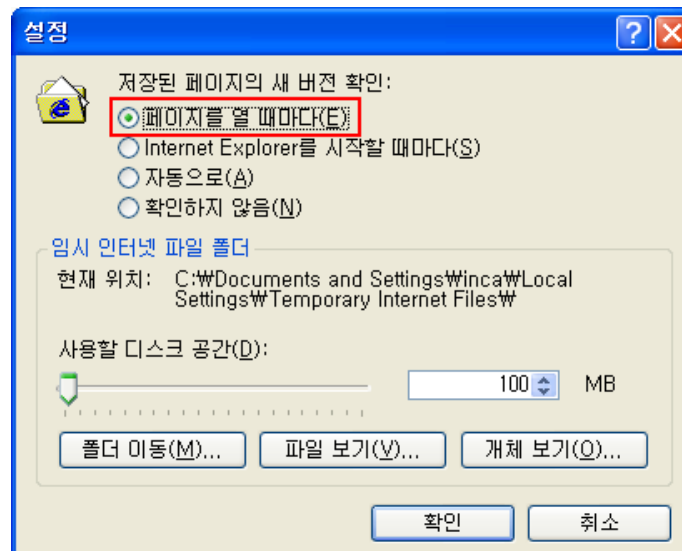 설정
저장된 페이지의 새 버전 확인:
페이지를 열 때마다(E)
Internet Explorer를 시작할 때마다(S)
자동으로(A)
확인하지 않음(N)
임시 인터넷 파일 폴더
현재 위치: C:₩Documents and Settings₩inca₩Local
Settings₩Temporary Internet Files₩
사용할 디스크 공간(D):
100 MB
폴더 이동(M)... 파일 보기(V)... 개체 보기(O)...
확인 취소